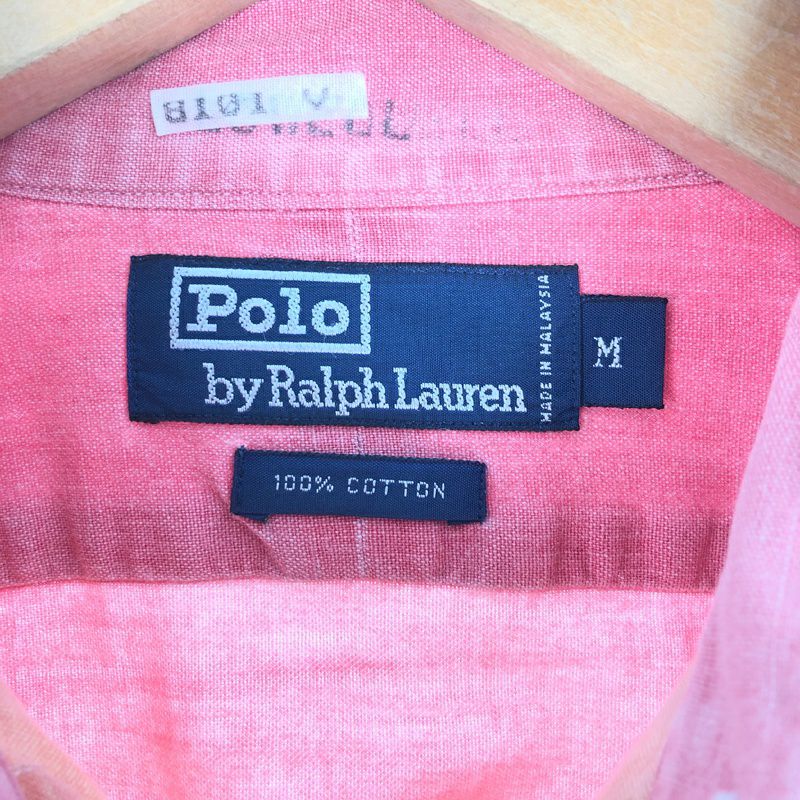 Polo
by Ralph Lauren
MADE IN MALAYSIA
M
100% COTTON